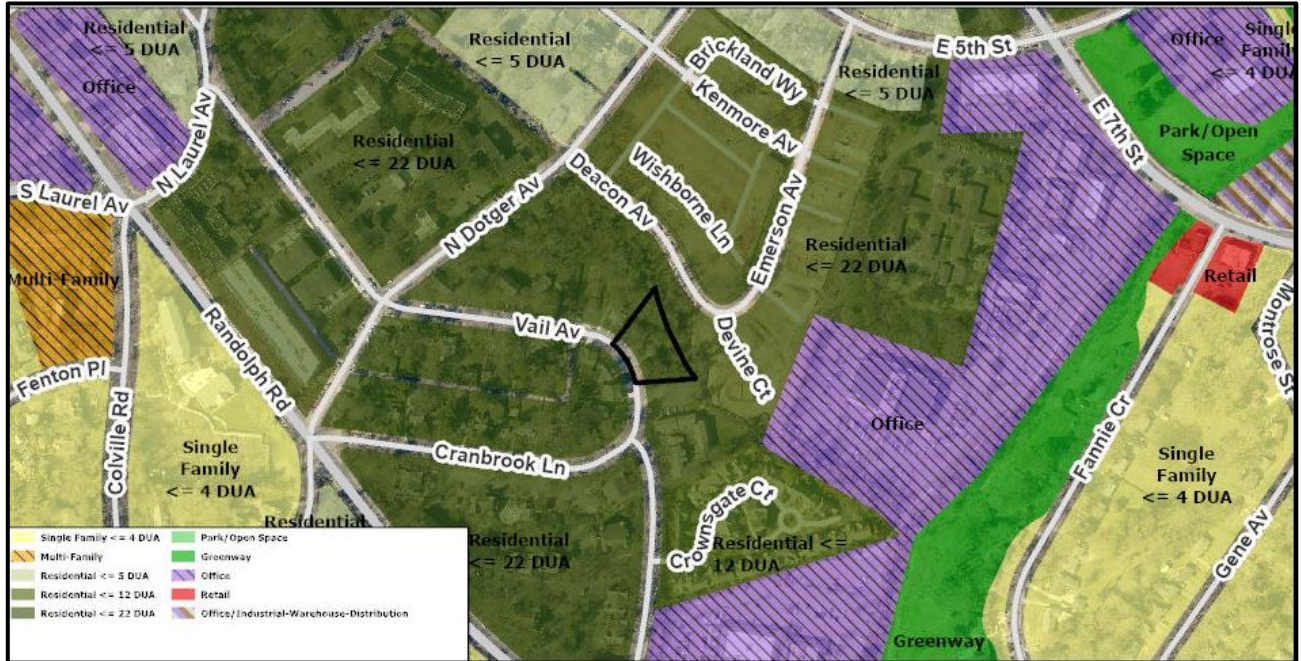 Residential
<= 5 DUA
Office
N Laurel Av
S Laurel Av
Multi-Family
Fenton Pl
Colville Rd
Randolph Rd
Single
Family
<= 4 DUA
Residential
Residential
<= 22 DUA
N Dotger Av
Residential
<= 5 DUA
Brickland Wy
Kenmore Av
Wishborne Ln
Deacon Av
Emerson Av
Devine Ct
Vail Av
Cranbrook Ln
Residential
<= 22 DUA
Crownsgate Ct
Residential <=
12 DUA
Residential
<= 5 DUA
Residential
<= 22 DUA
E 5th St
E 7th St
Office
Single
Family
<= 4 DUA
Park/Open
Space
Retail
Montrose St
Office
Fannie Cr
Single
Family
<= 4 DUA
Gene Av
Greenway
Single Family <= 4 DUA
Multi-Family
Residential <= 5 DUA
Residential <= 12 DUA
Residential <= 22 DUA
Park/Open Space
Greenway
Office
Retail
Office/Industrial-Warehouse-Distribution